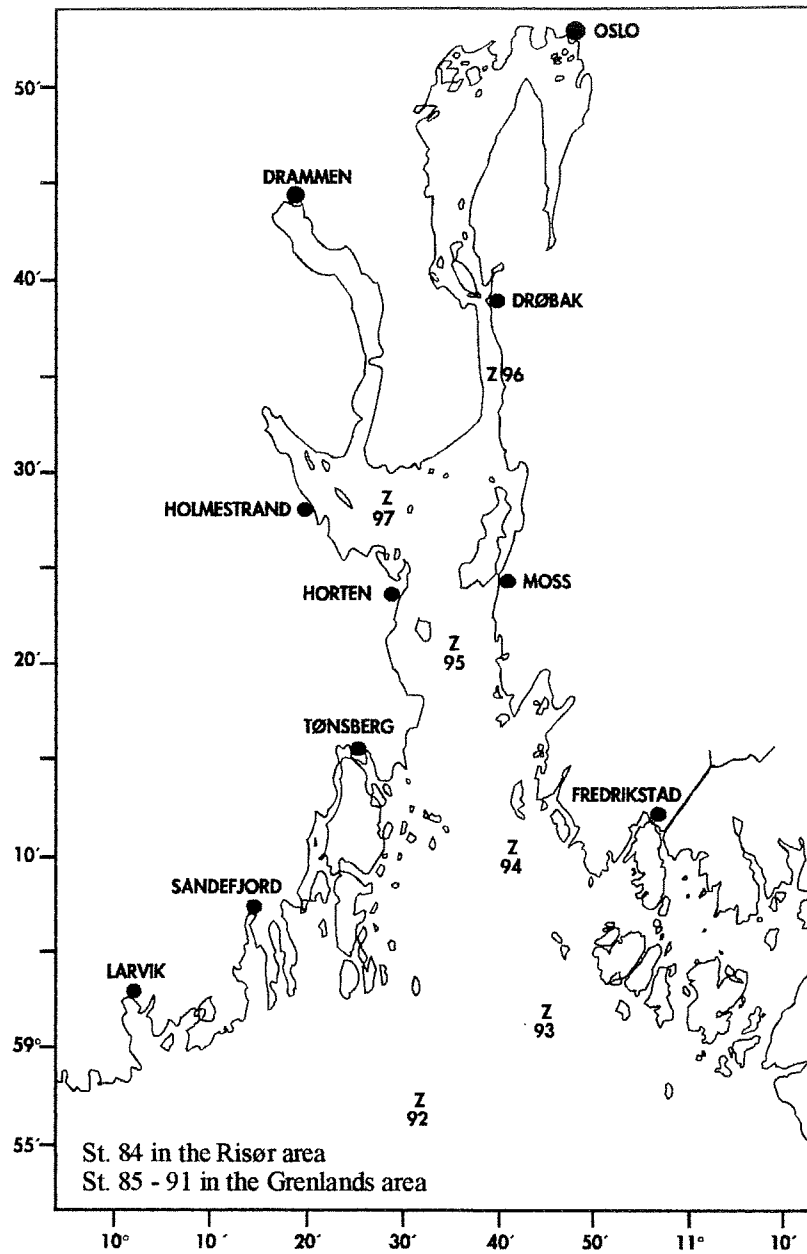 OSLO
50´
DRAMMEN
40´
DRØBAK
Z 96
30´
HOLMESTRAND
Z
97
HORTEN
MOSS
20´
Z
95
TØNSBERG
FREDRIKSTAD
10´
Z
94
SANDEFJORD
LARVIK
59°
Z
93
Z
92
55´
St. 84 in the Risør area
St. 85 - 91 in the Grenlands area
10° 10´ 20´ 30´ 40´ 50´ 11° 10´